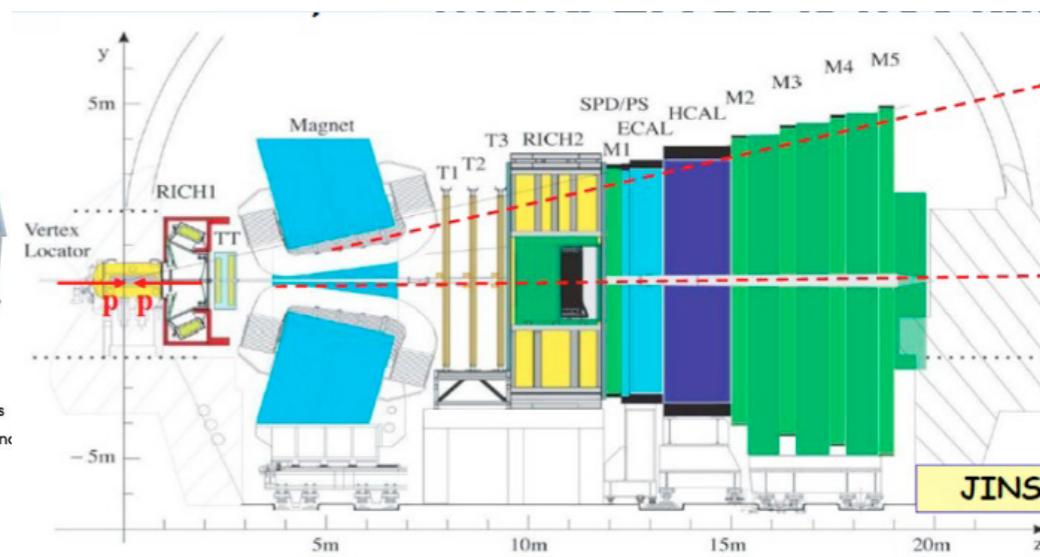 y
5m
M5
M4
M3
M2
SPD/PS
HCAL
ECAL
Magnet
T3
RICH2
M1
T2
T1
RICH1
Vertex
Locator
TT
p p
s
− 5m
JINS
5m
10m
15m
20m
z